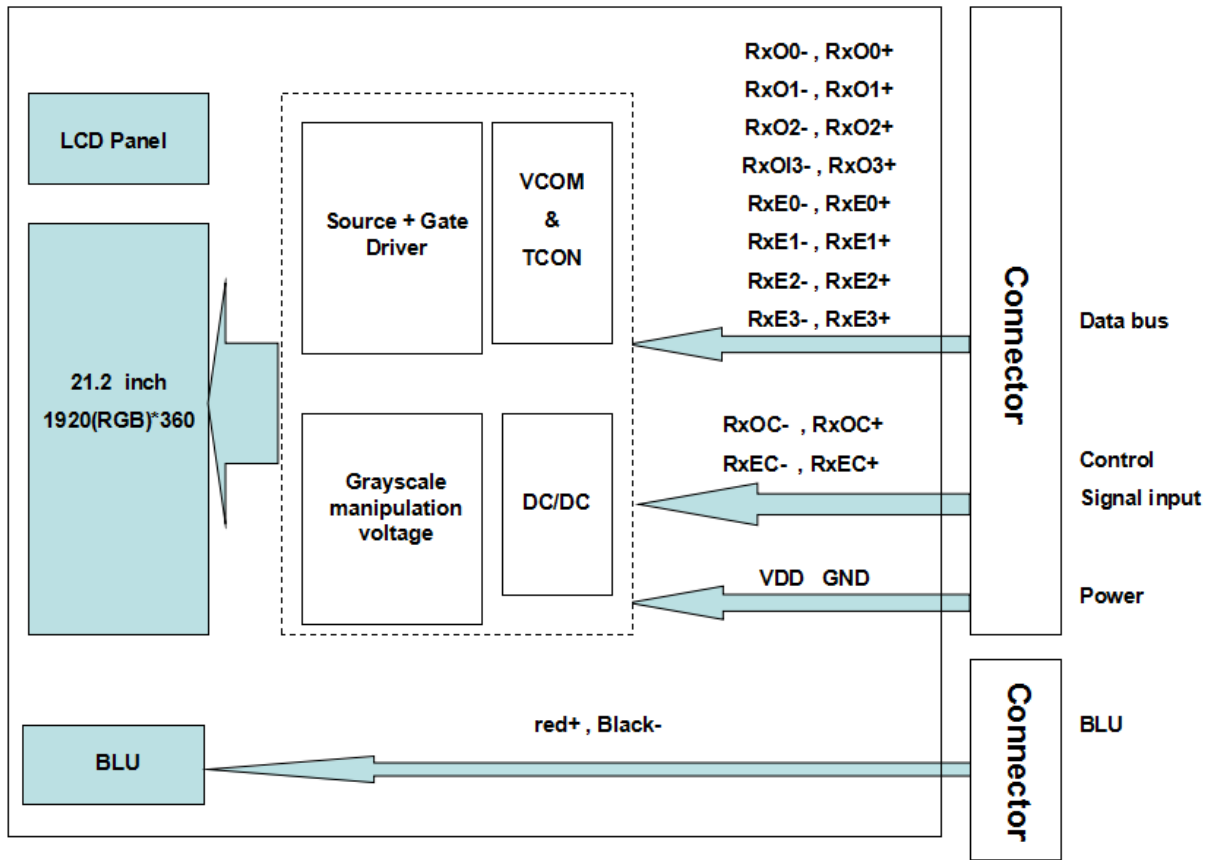 LCD Panel
21.2 inch
1920(RGB)*360
Source + Gate
Driver
VCOM
&
TCON
Grayscale
manipulation
voltage
DC/DC
RxO0- , RxO0+
RxO1- , RxO1+
RxO2- , RxO2+
RxOI3- , RxO3+
RxE0- , RxE0+
RxE1- , RxE1+
RxE2- , RxE2+
RxE3- , RxE3+
RxOC- , RxOC+
RxEC- , RxEC+
VDD GND
Connector
Data bus
Control
Signal input
Power
BLU
red+ , Black-
Connector
BLU